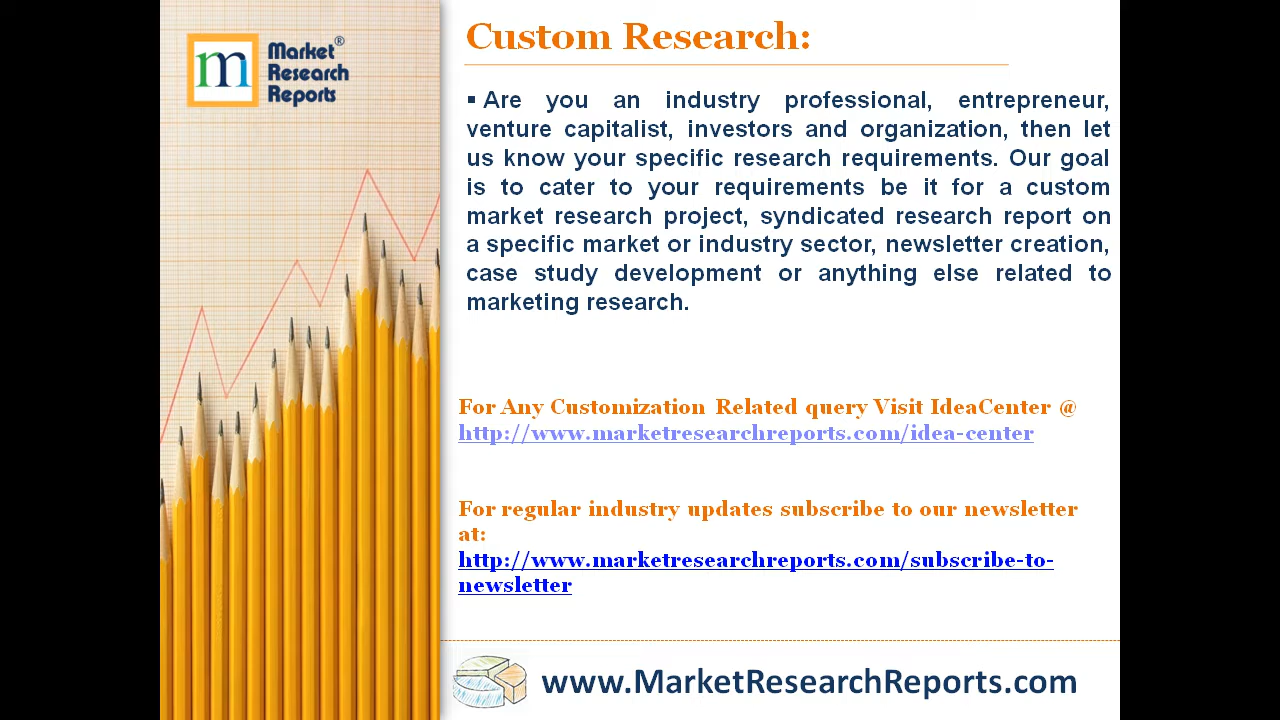 Market®
Research
Reports
Custom Research:
▪ Are you an industry professional, entrepreneur,
venture capitalist, investors and organization, then let
us know your specific research requirements. Our goal
is to cater to your requirements be it for a custom
market research project, syndicated research report on
a specific market or industry sector, newsletter creation,
case study development or anything else related to
marketing research.
For Any Customization Related query Visit IdeaCenter @
http://www.marketresearchreports.com/idea-center
For regular industry updates subscribe to our newsletter
at:
http://www.marketresearchreports.com/subscribe-to-
newsletter
www.MarketResearchReports.com